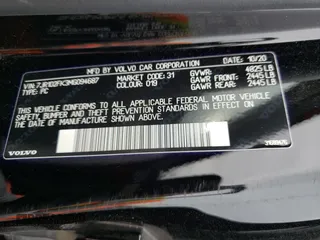 MFD BY VOLVO CAR CORPORATION 10/20
VIN: MARKET CODE: 31 GVWR: 4825 LB
TYPE: PC COLOUR 019 GAWR FRONT: 2445 LB
GAWR REAR: 2445 LB
THIS VEHICLE CONFORMS TO ALL APPLICABLE FEDERAL MOTOR VEHICLE
SAFETY, BUMPER AND THEFT PREVENTION STANDARDS IN EFFECT ON THE
DATE OF MANUFACTURE SHOWN ABOVE.
VOLVO